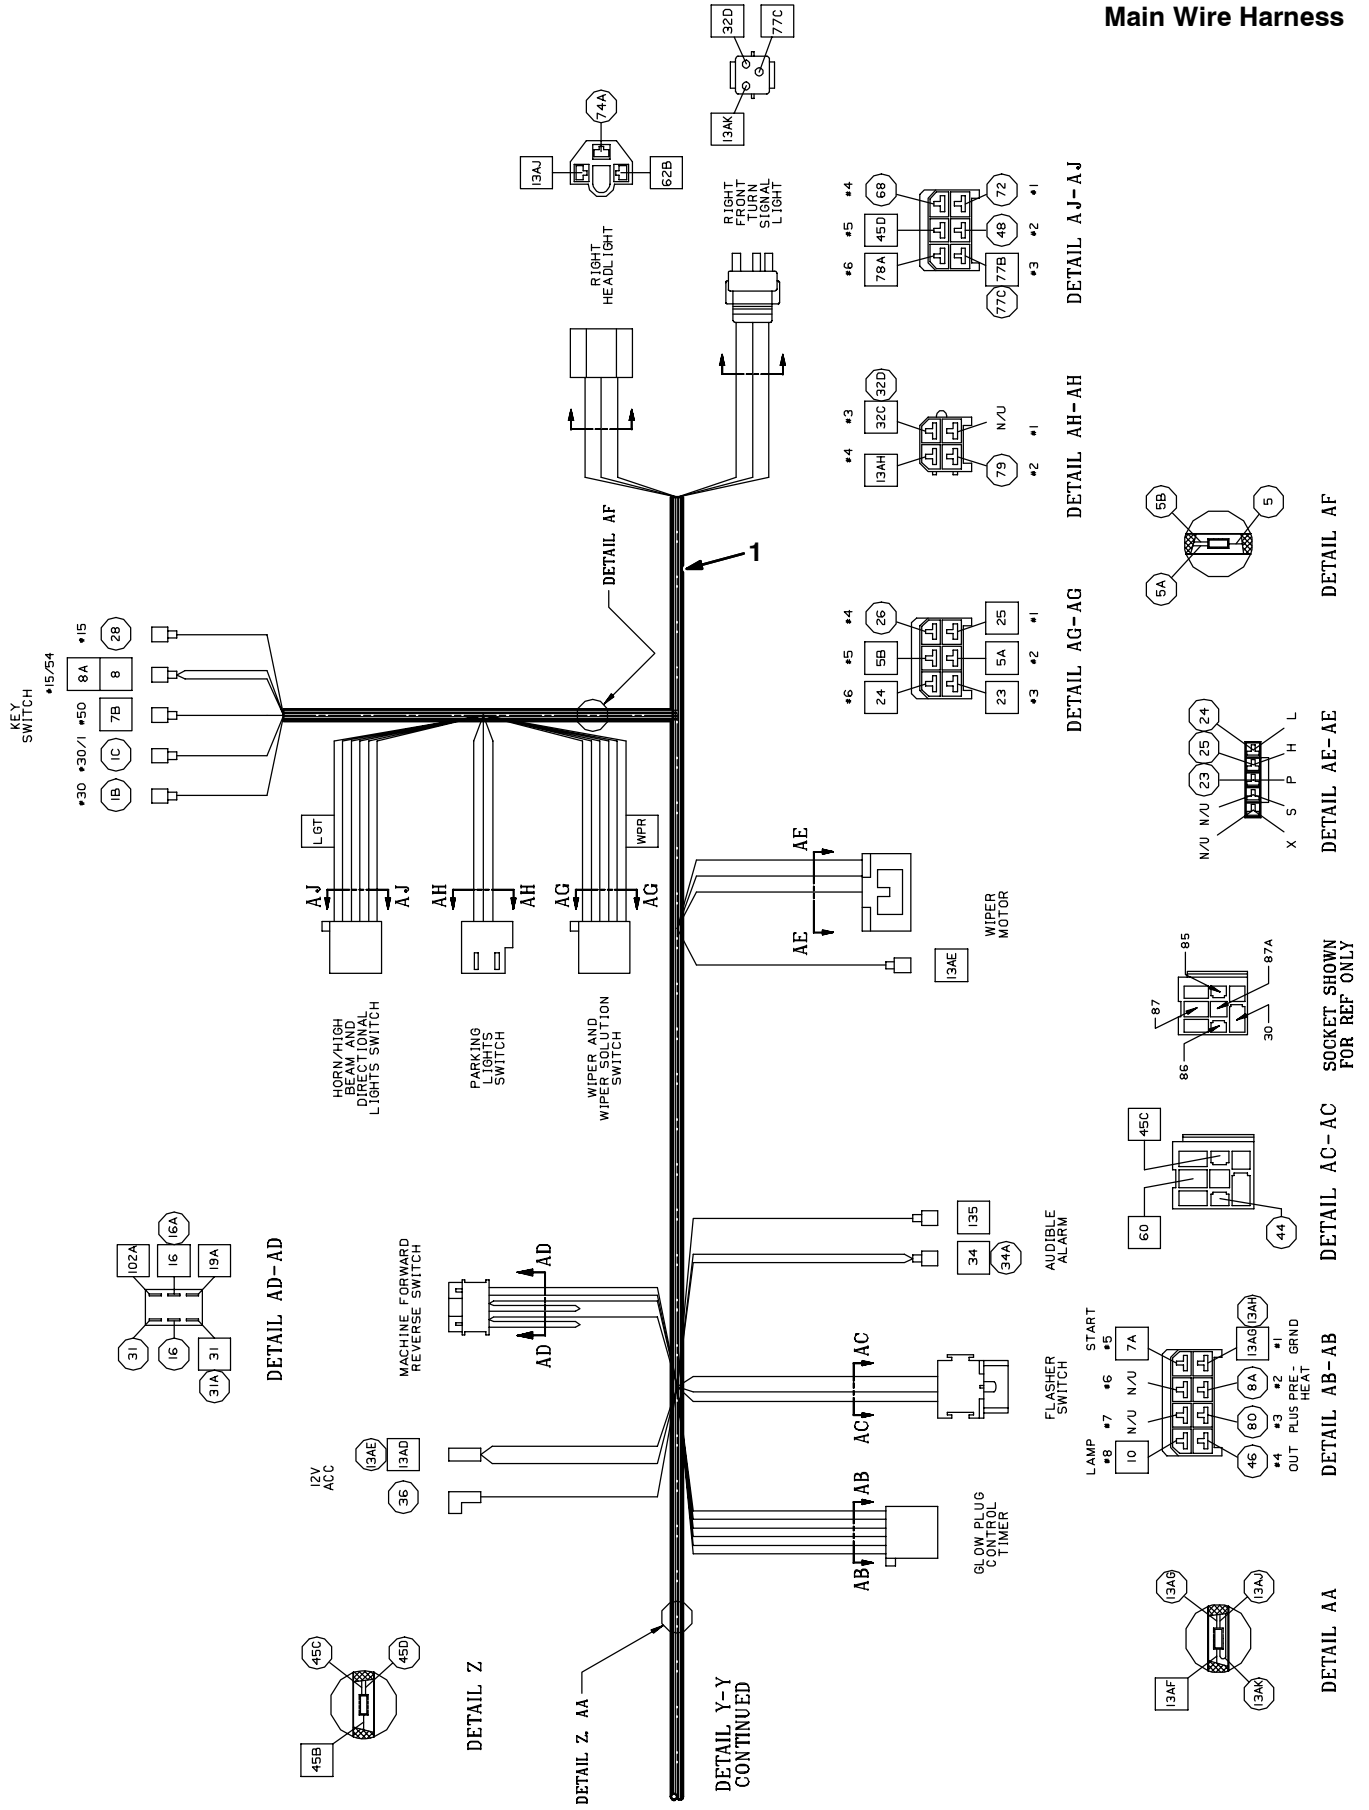 Main Wire Harness
KEY
SWITCH
#30
#30/1
#50
#15/54
#15
1B
1C
7B
8A
8
28
LGT
WPR
AJ
AJ
AH
AH
AG
AG
HORN/HIGH
BEAM AND
DIRECTIONAL
LIGHTS SWITCH
PARKING
LIGHTS
SWITCH
WIPER AND
WIPER SOLUTION
SWITCH
DETAIL AF
1
RIGHT
HEADLIGHT
13AJ
74A
62B
RIGHT
FRONT
TURN
SIGNAL
LIGHT
13AK
32D
77C
102A
16
16A
19A
31
16
31
31A
DETAIL AD-AD
MACHINE FORWARD
REVERSE SWITCH
AD
AD
12V
ACC
36
13AE
13AD
45B
45C
45D
DETAIL Z
DETAIL Z, AA
DETAIL Y-Y
CONTINUED
AB
AB
GLOW PLUG
CONTROL
TIMER
AC
AC
FLASHER
SWITCH
34
34A
135
AUDIBLE
ALARM
13AE
AE
AE
WIPER
MOTOR
#6
#5
#4
24
5B
26
23
5A
25
#3
#2
#1
DETAIL AG-AG
#4
#3
13AH
32C
32D
79
N/U
#2
#1
DETAIL AH-AH
#6
#5
#4
78A
45D
68
77C
77B
48
72
#3
#2
#1
DETAIL AJ-AJ
13AF
13AG
13AK
13AJ
DETAIL AA
LAMP
START
#8
#7
#6
#5
10
N/U
N/U
7A
46
80
8A
13AG
13AH
#4
#3
#2
#1
OUT
PLUS
PRE-
HEAT
GRND
DETAIL AB-AB
60
45C
44
DETAIL AC-AC
86
87
85
30
87A
SOCKET SHOWN
FOR REF ONLY
N/U
N/U
23
25
24
X
S
P
H
L
DETAIL AE-AE
5A
5B
5
DETAIL AF